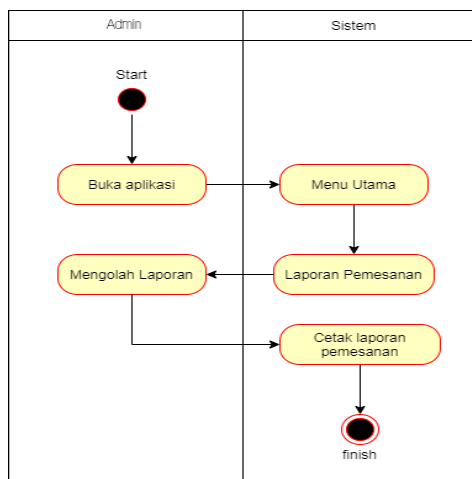 Admin
Sistem
Start
Buka aplikasi
Menu Utama
Mengolah Laporan
Laporan Pemesanan
Cetak laporan
pemesanan
finish